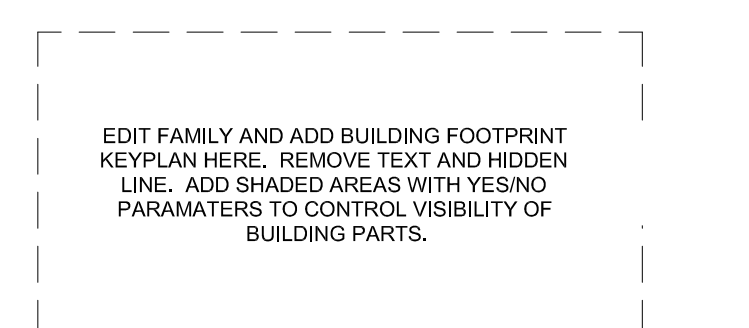 EDIT FAMILY AND ADD BUILDING FOOTPRINT
KEYPLAN HERE.  REMOVE TEXT AND HIDDEN
LINE.  ADD SHADED AREAS WITH YES/NO
PARAMATERS TO CONTROL VISIBILITY OF
BUILDING PARTS.